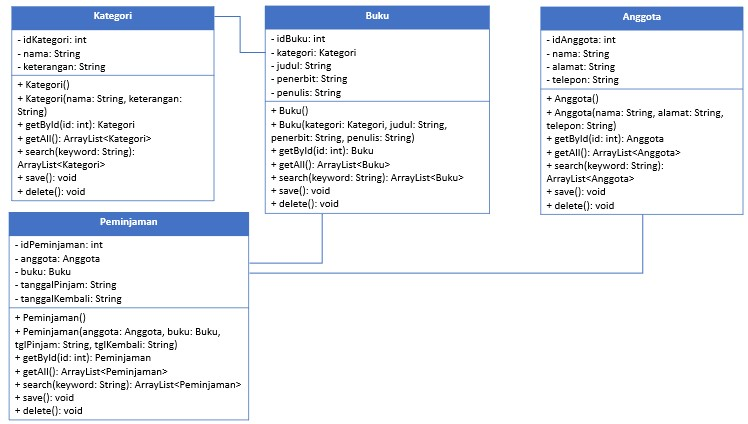 Kategori
- idKategori: int
- nama: String
- keterangan: String
+ Kategori()
+ Kategori(nama: String, keterangan:
String)
+ getById(id: int): Kategori
+ getAll(): ArrayList<Kategori>
+ search(keyword: String):
ArrayList<Kategori>
+ save(): void
+ delete(): void
Buku
- idBuku: int
- kategori: Kategori
- judul: String
- penerbit: String
- penulis: String
+ Buku()
+ Buku(kategori: Kategori, judul: String,
penerbit: String, penulis: String)
+ getById(id: int): Buku
+ getAll(): ArrayList<Buku>
+ search(keyword: String): ArrayList<Buku>
+ save(): void
+ delete(): void
Anggota
- idAnggota: int
- nama: String
- alamat: String
- telepon: String
+ Anggota()
+ Anggota(nama: String, alamat: String,
telepon: String)
+ getById(id: int): Anggota
+ getAll(): ArrayList<Anggota>
+ search(keyword: String):
ArrayList<Anggota>
+ save(): void
+ delete(): void
Peminjaman
- idPeminjaman: int
- anggota: Anggota
- buku: Buku
- tanggalPinjam: String
- tanggalKembali: String
+ Peminjaman()
+ Peminjaman(anggota: Anggota, buku: Buku,
tglPinjam: String, tglKembali: String)
+ getById(id: int): Peminjaman
+ getAll(): ArrayList<Peminjaman>
+ search(keyword: String): ArrayList<Peminjaman>
+ save(): void
+ delete(): void